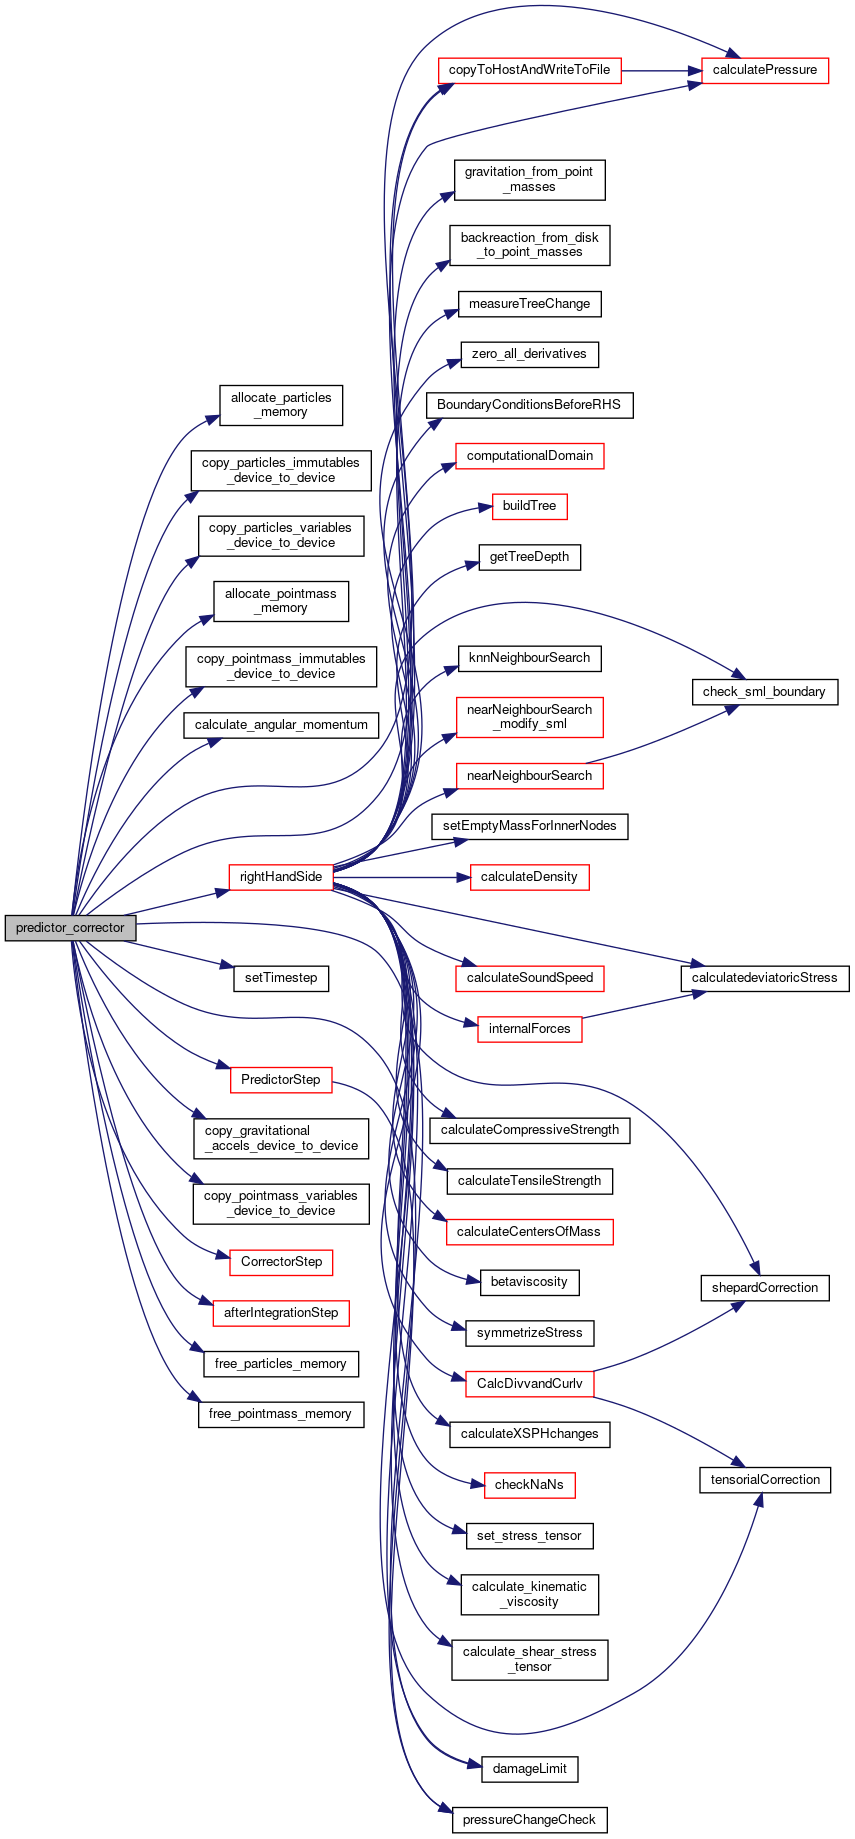 predictor_corrector
allocate_particles
_memory
copy_particles_immutables
_device_to_device
copy_particles_variables
_device_to_device
allocate_pointmass
_memory
copy_pointmass_immutables
_device_to_device
calculate_angular_momentum
rightHandSide
setTimestep
PredictorStep
copy_gravitational
_accels_device_to_device
copy_pointmass_variables
_device_to_device
CorrectorStep
afterIntegrationStep
free_particles_memory
free_pointmass_memory
copyToHostAndWriteToFile
gravitation_from_point
_masses
backreaction_from_disk
_to_point_masses
measureTreeChange
zero_all_derivatives
BoundaryConditionsBeforeRHS
computationalDomain
buildTree
getTreeDepth
knnNeighbourSearch
nearNeighbourSearch
_modify_sml
nearNeighbourSearch
setEmptyMassForInnerNodes
calculateDensity
calculateSoundSpeed
internalForces
calculateCompressiveStrength
calculateTensileStrength
calculateCentersOfMass
betaviscosity
symmetrizeStress
CalcDivvandCurlv
calculateXSPHchanges
checkNaNs
set_stress_tensor
calculate_kinematic
_viscosity
calculate_shear_stress
_tensor
damageLimit
pressureChangeCheck
calculatePressure
check_sml_boundary
calculatedeviatoricStress
shepardCorrection
tensorialCorrection